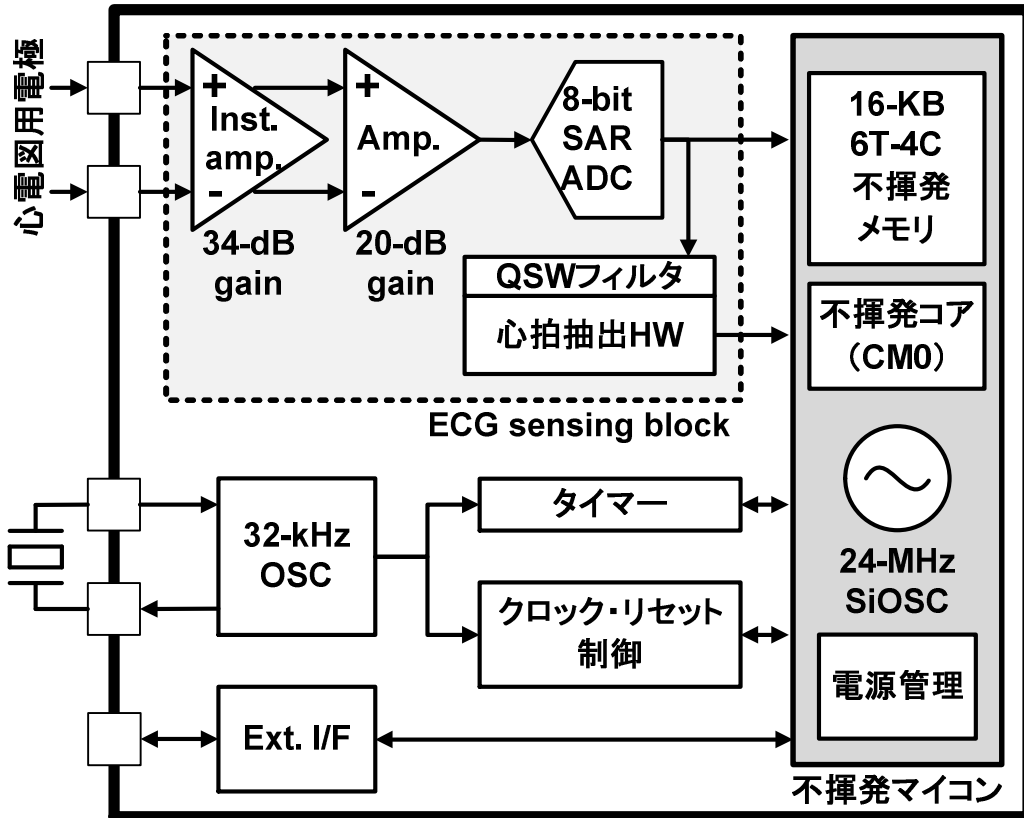 心電図用電極
+
Inst.
amp.
-
34-dB
gain
+
Amp.
-
20-dB
gain
8-bit
SAR
ADC
QSWフィルタ
心拍抽出HW
ECG sensing block
16-KB
6T-4C
不揮発
メモリ
不揮発コア
（CM0）
24-MHz
SiOSC
電源管理
不揮発マイコン
32-kHz
OSC
タイマー
クロック・リセット
制御
Ext. I/F